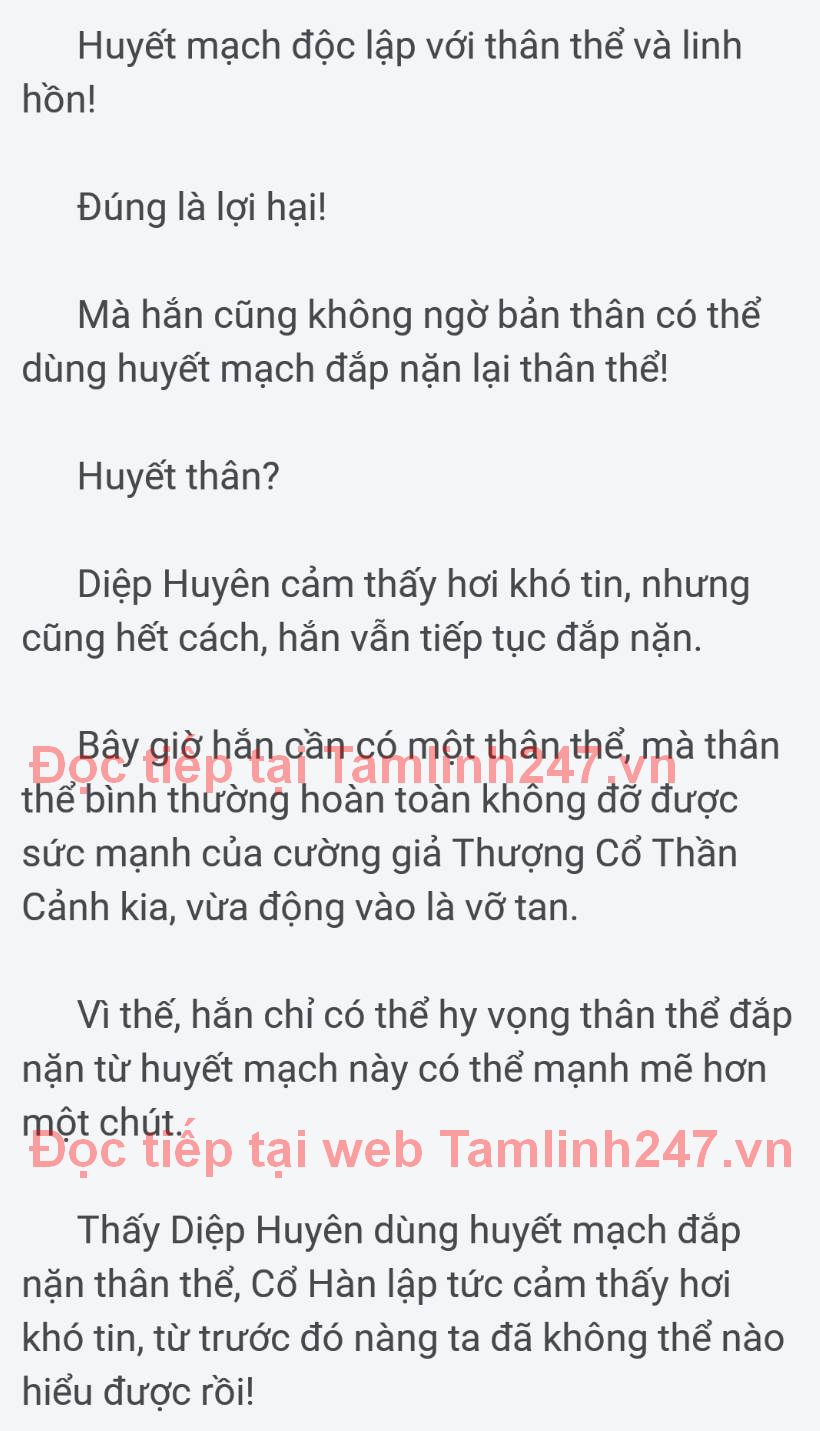 Huyết mạch độc lập với thân thể và linh
hồn!
Đúng là lợi hại!
Mà hắn cũng không ngờ bản thân có thể
dùng huyết mạch đắp nặn lại thân thể!
Huyết thân?
Diệp Huyên cảm thấy hơi khó tin, nhưng
cũng hết cách, hắn vẫn tiếp tục đắp nặn.
Bây giờ hắn cần có một thân thể, mà thân
Đọc tiếp tại Tamlinh247.vn
thể bình thường hoàn toàn không đỡ được
sức mạnh của cường giả Thượng Cổ Thần
Cảnh kia, vừa động vào là vỡ tan.
Vì thế, hắn chỉ có thể hy vọng thân thể đắp
nặn từ huyết mạch này có thể mạnh mẽ hơn
một chút.
Đọc tiếp tại web Tamlinh247.vn
Thấy Diệp Huyên dùng huyết mạch đắp
nặn thân thể, Cổ Hàn lập tức cảm thấy hơi
khó tin, từ trước đó nàng ta đã không thể nào
hiểu được rồi!